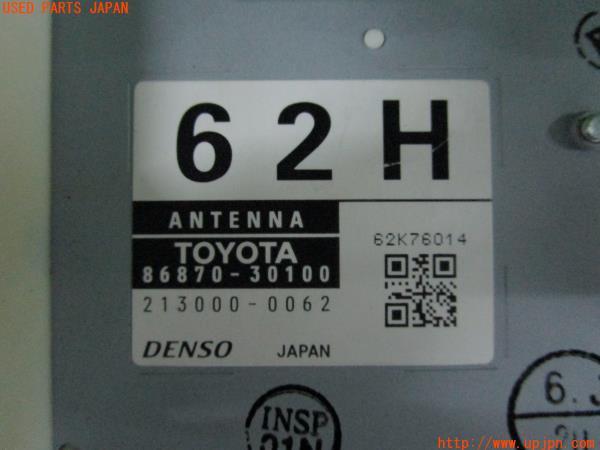 USED PARTS JAPAN
62H
ANTENNA
TOYOTA
86870-30100
213000-0062
62K76014
DENSO JAPAN
INSP
21N
6.J
http://www.upjpn.com